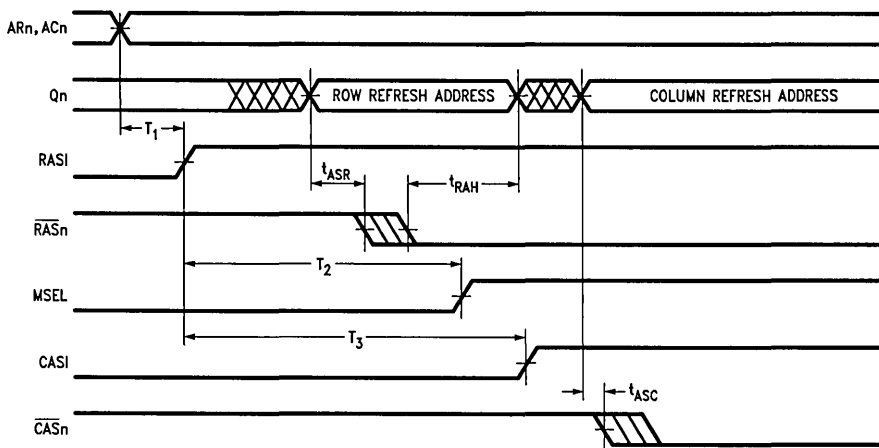 ARn, ACn
Qn
ROW REFRESH ADDRESS
COLUMN REFRESH ADDRESS
T1
RASI
tASR
tRAH
RASn
T2
MSEL
T3
CASI
tASC
CASn